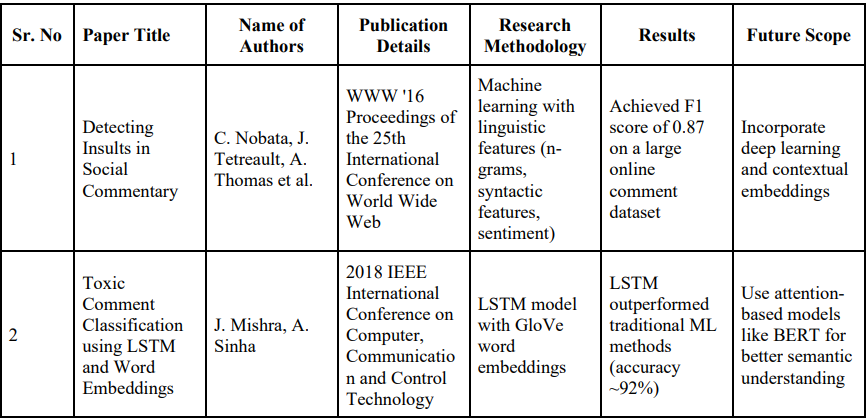 Sr. No
Paper Title
Name of
Authors
Publication
Details
Research
Methodology
Results
Future Scope
1
Detecting
Insults in
Social
Commentary
C. Nobata, J.
Tetreault, A.
Thomas et al.
WWW '16
Proceedings of
the 25th
International
Conference on
World Wide
Web
Machine
learning with
linguistic
features (n-
grams,
syntactic
features,
sentiment)
Achieved F1
score of 0.87
on a large
online
comment
dataset
Incorporate
deep learning
and contextual
embeddings
2
Toxic
Comment
Classification
using LSTM
and Word
Embeddings
J. Mishra, A.
Sinha
2018 IEEE
International
Conference on
Computer,
Communicatio
n and Control
Technology
LSTM model
with GloVe
word
embeddings
LSTM
outperformed
traditional ML
methods
(accuracy
~92%)
Use attention-
based models
like BERT for
better semantic
understanding